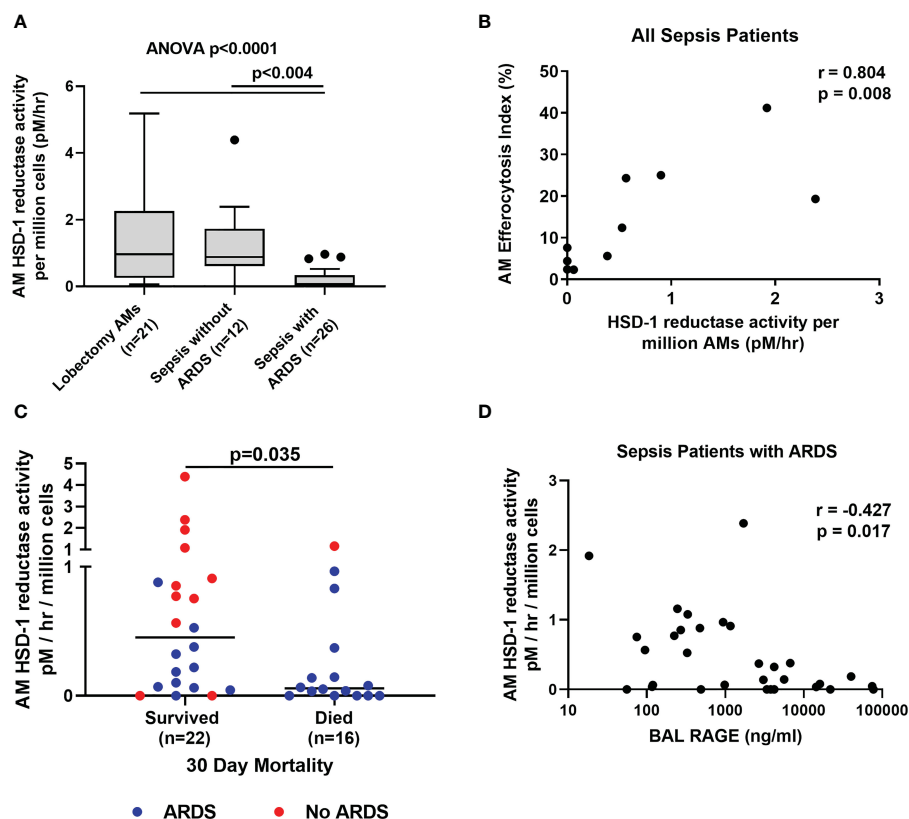 A
ANOVA p<0.0001
p<0.004
AM HSD-1 reductase activity
per million cells (pM/hr)
6
4
2
0
Lobectomy AMs
(n=21)
Sepsis without
ARDS (n=12)
Sepsis with
ARDS (n=26)
B
All Sepsis Patients
r = 0.804
p = 0.008
AM Efferocytosis Index (%)
50
40
30
20
10
0
0 1 2 3
HSD-1 reductase activity per
million AMs (pM/hr)
C
p=0.035
AM HSD-1 reductase activity
pM / hr / million cells
5
4
3
2
1
1
0
Survived
(n=22)
Died
(n=16)
30 Day Mortality
ARDS
No ARDS
D
Sepsis Patients with ARDS
r = -0.427
p = 0.017
AM HSD-1 reductase activity
pM / hr / million cells
3
2
1
0
10 100 1000 10000 100000
BAL RAGE (ng/ml)